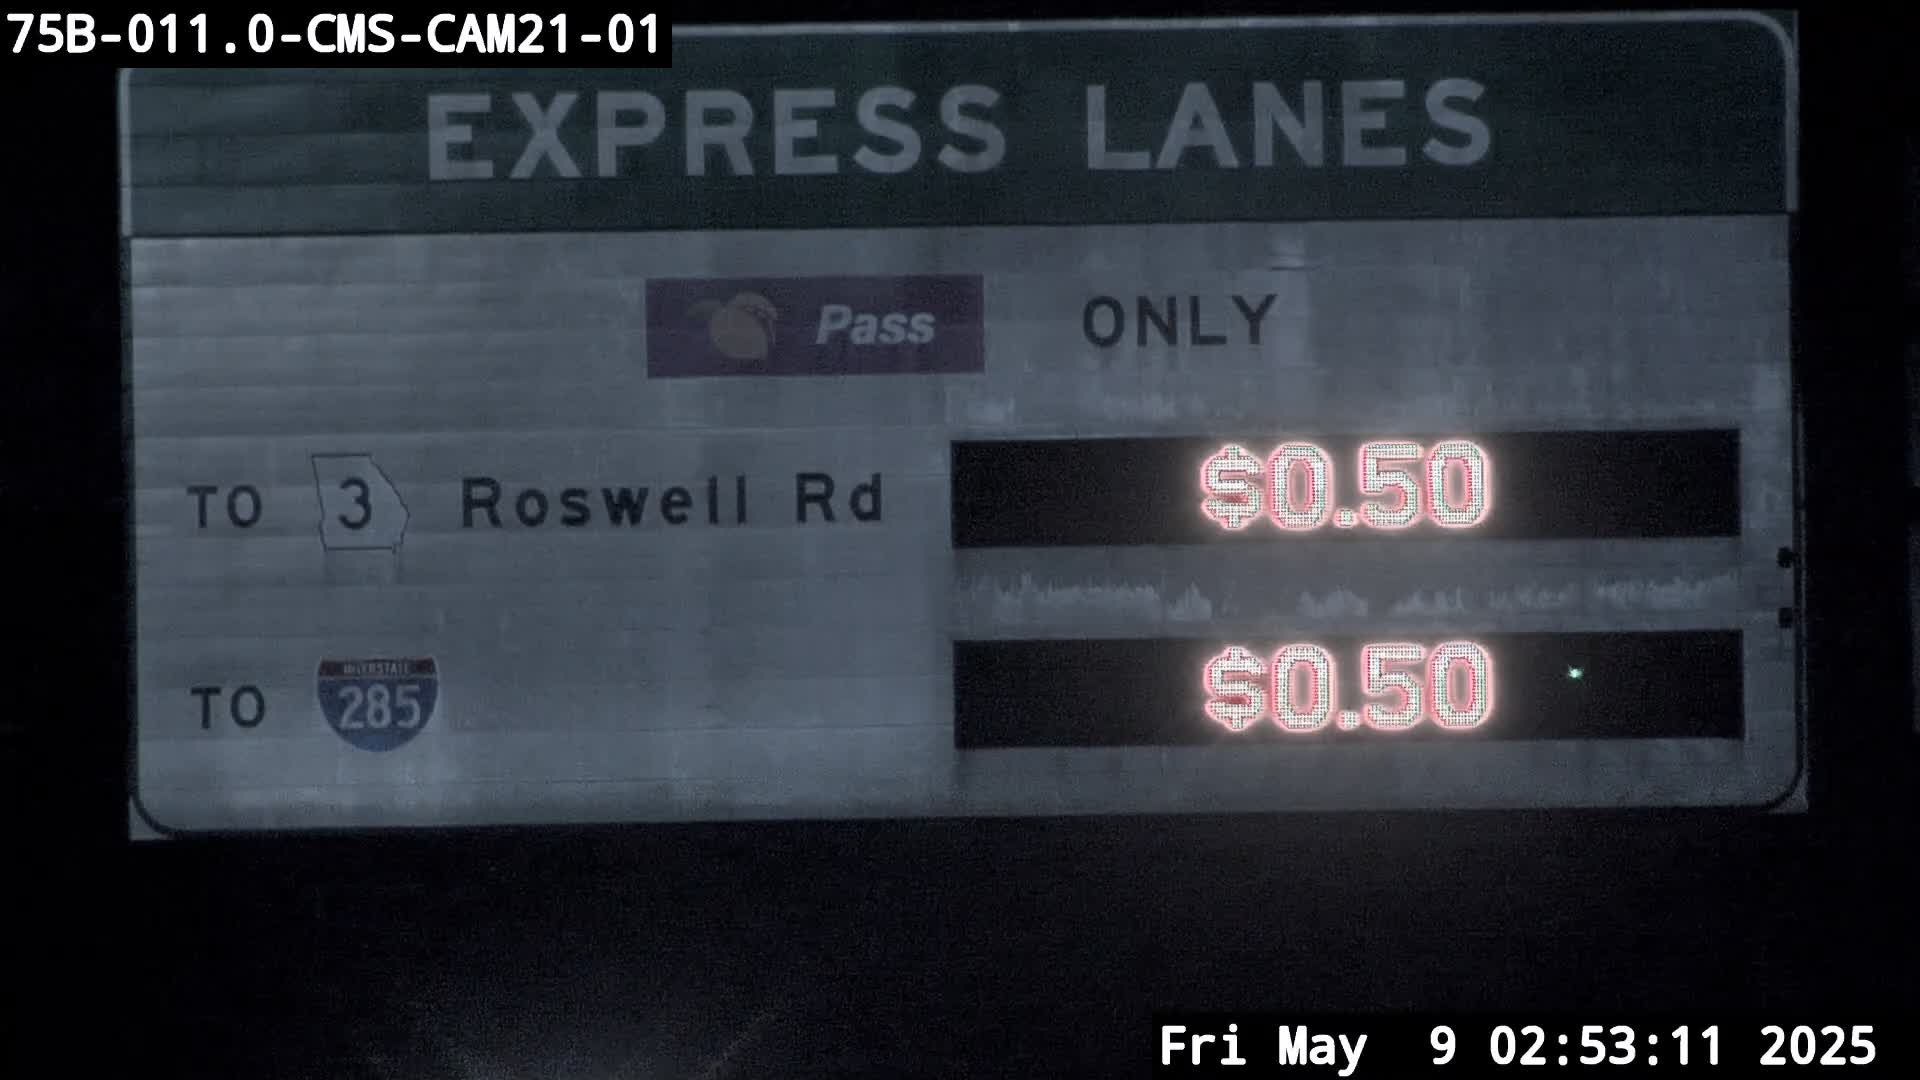 75B-011.0-CMS-CAM21-01
EXPRESS LANES
Pass ONLY
TO 3 Roswell Rd $0.50
INTERSTATE
TO 285 $0.50
Fri May 9 02:53:11 2025